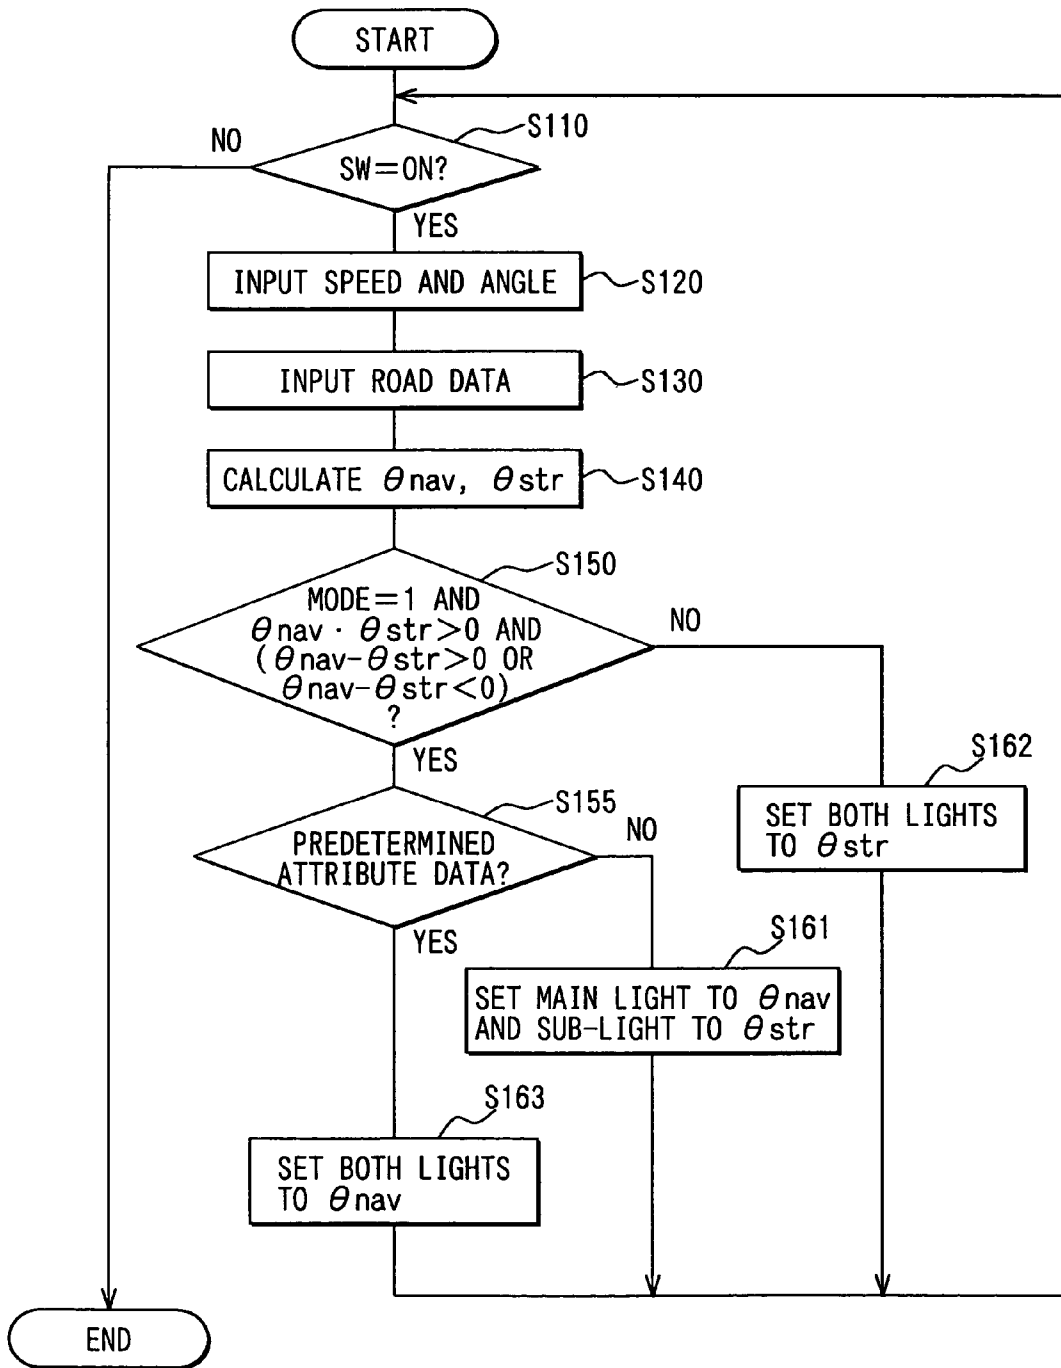 START
S110
NO
SW=ON?
YES
INPUT SPEED AND ANGLE
S120
INPUT ROAD DATA
S130
CALCULATE θnav, θstr
S140
S150
MODE=1 AND
θnav・θstr>0 AND
(θnav-θstr>0 OR
θnav-θstr<0)
?
NO
YES
S155
PREDETERMINED
ATTRIBUTE DATA?
NO
YES
S162
SET BOTH LIGHTS
TO θstr
S161
SET MAIN LIGHT TO θnav
AND SUB-LIGHT TO θstr
S163
SET BOTH LIGHTS
TO θnav
END